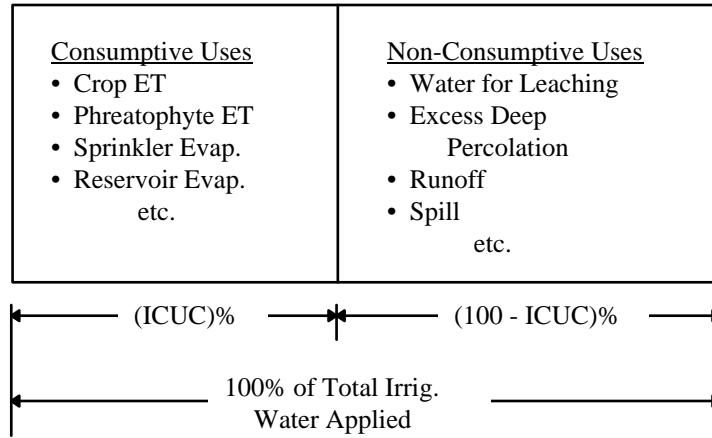 Consumptive Uses
• Crop ET
• Phreatophyte ET
• Sprinkler Evap.
• Reservoir Evap.
etc.
Non-Consumptive Uses
• Water for Leaching
• Excess Deep
Percolation
• Runoff
• Spill
etc.
(ICUC)%
(100 - ICUC)%
100% of Total Irrig.
Water Applied